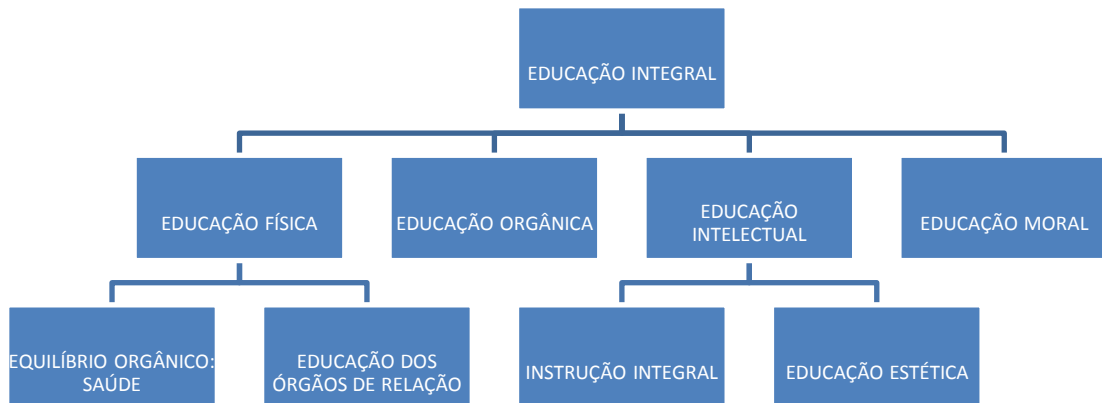 EDUCAÇÃO INTEGRAL
EDUCAÇÃO FÍSICA
EDUCAÇÃO ORGÂNICA
EDUCAÇÃO
INTELECTUAL
EDUCAÇÃO MORAL
EQUILÍBRIO ORGÂNICO:
SAÚDE
EDUCAÇÃO DOS
ÓRGÃOS DE RELAÇÃO
INSTRUÇÃO INTEGRAL
EDUCAÇÃO ESTÉTICA